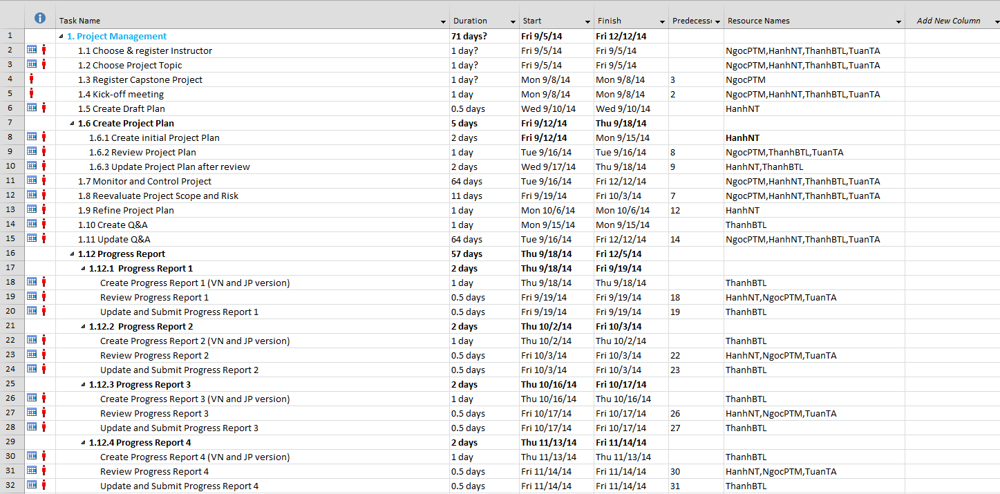 Task Name Duration Start Finish Predecess Resource Names Add New Column
1 1. Project Management 71 days? Fri 9/5/14 Fri 12/12/14
2 1.1 Choose & register Instructor 1 day? Fri 9/5/14 Fri 9/5/14 NgocPTM,HanhNT,ThanhBTL,TuanTA
3 1.2 Choose Project Topic 1 day? Fri 9/5/14 Fri 9/5/14 NgocPTM,HanhNT,ThanhBTL,TuanTA
4 1.3 Register Capstone Project 1 day? Mon 9/8/14 Mon 9/8/14 3 NgocPTM
5 1.4 Kick-off meeting 1 day Mon 9/8/14 Mon 9/8/14 2 NgocPTM,HanhNT,ThanhBTL,TuanTA
6 1.5 Create Draft Plan 0.5 days Wed 9/10/14 Wed 9/10/14 HanhNT
7 1.6 Create Project Plan 5 days Fri 9/12/14 Thu 9/18/14
8 1.6.1 Create initial Project Plan 2 days Fri 9/12/14 Mon 9/15/14 HanhNT
9 1.6.2 Review Project Plan 1 day Tue 9/16/14 Tue 9/16/14 8 NgocPTM,ThanhBTL,TuanTA
10 1.6.3 Update Project Plan after review 2 days Wed 9/17/14 Thu 9/18/14 9 HanhNT,ThanhBTL
11 1.7 Monitor and Control Project 64 days Tue 9/16/14 Fri 12/12/14 NgocPTM,HanhNT,ThanhBTL,TuanTA
12 1.8 Reevaluate Project Scope and Risk 11 days Fri 9/19/14 Fri 10/3/14 7 NgocPTM,HanhNT,ThanhBTL,TuanTA
13 1.9 Refine Project Plan 1 day Mon 10/6/14 Mon 10/6/14 12 HanhNT
14 1.10 Create Q&A 1 day Mon 9/15/14 Mon 9/15/14 ThanhBTL
15 1.11 Update Q&A 64 days Tue 9/16/14 Fri 12/12/14 14 NgocPTM,HanhNT,ThanhBTL,TuanTA
16 1.12 Progress Report 57 days Thu 9/18/14 Fri 12/5/14
17 1.12.1 Progress Report 1 2 days Thu 9/18/14 Fri 9/19/14
18 Create Progress Report 1 (VN and JP version) 1 day Thu 9/18/14 Thu 9/18/14 ThanhBTL
19 Review Progress Report 1 0.5 days Fri 9/19/14 Fri 9/19/14 18 HanhNT,NgocPTM,TuanTA
20 Update and Submit Progress Report 1 0.5 days Fri 9/19/14 Fri 9/19/14 19 ThanhBTL
21 1.12.2 Progress Report 2 2 days Thu 10/2/14 Fri 10/3/14
22 Create Progress Report 2 (VN and JP version) 1 day Thu 10/2/14 Thu 10/2/14 ThanhBTL
23 Review Progress Report 2 0.5 days Fri 10/3/14 Fri 10/3/14 22 HanhNT,NgocPTM,TuanTA
24 Update and Submit Progress Report 2 0.5 days Fri 10/3/14 Fri 10/3/14 23 ThanhBTL
25 1.12.3 Progress Report 3 2 days Thu 10/16/14 Fri 10/17/14
26 Create Progress Report 3 (VN and JP version) 1 day Thu 10/16/14 Thu 10/16/14 ThanhBTL
27 Review Progress Report 3 0.5 days Fri 10/17/14 Fri 10/17/14 26 HanhNT,NgocPTM,TuanTA
28 Update and Submit Progress Report 3 0.5 days Fri 10/17/14 Fri 10/17/14 27 ThanhBTL
29 1.12.4 Progress Report 4 2 days Thu 11/13/14 Fri 11/14/14
30 Create Progress Report 4 (VN and JP version) 1 day Thu 11/13/14 Thu 11/13/14 ThanhBTL
31 Review Progress Report 4 0.5 days Fri 11/14/14 Fri 11/14/14 30 HanhNT,NgocPTM,TuanTA
32 Update and Submit Progress Report 4 0.5 days Fri 11/14/14 Fri 11/14/14 31 ThanhBTL